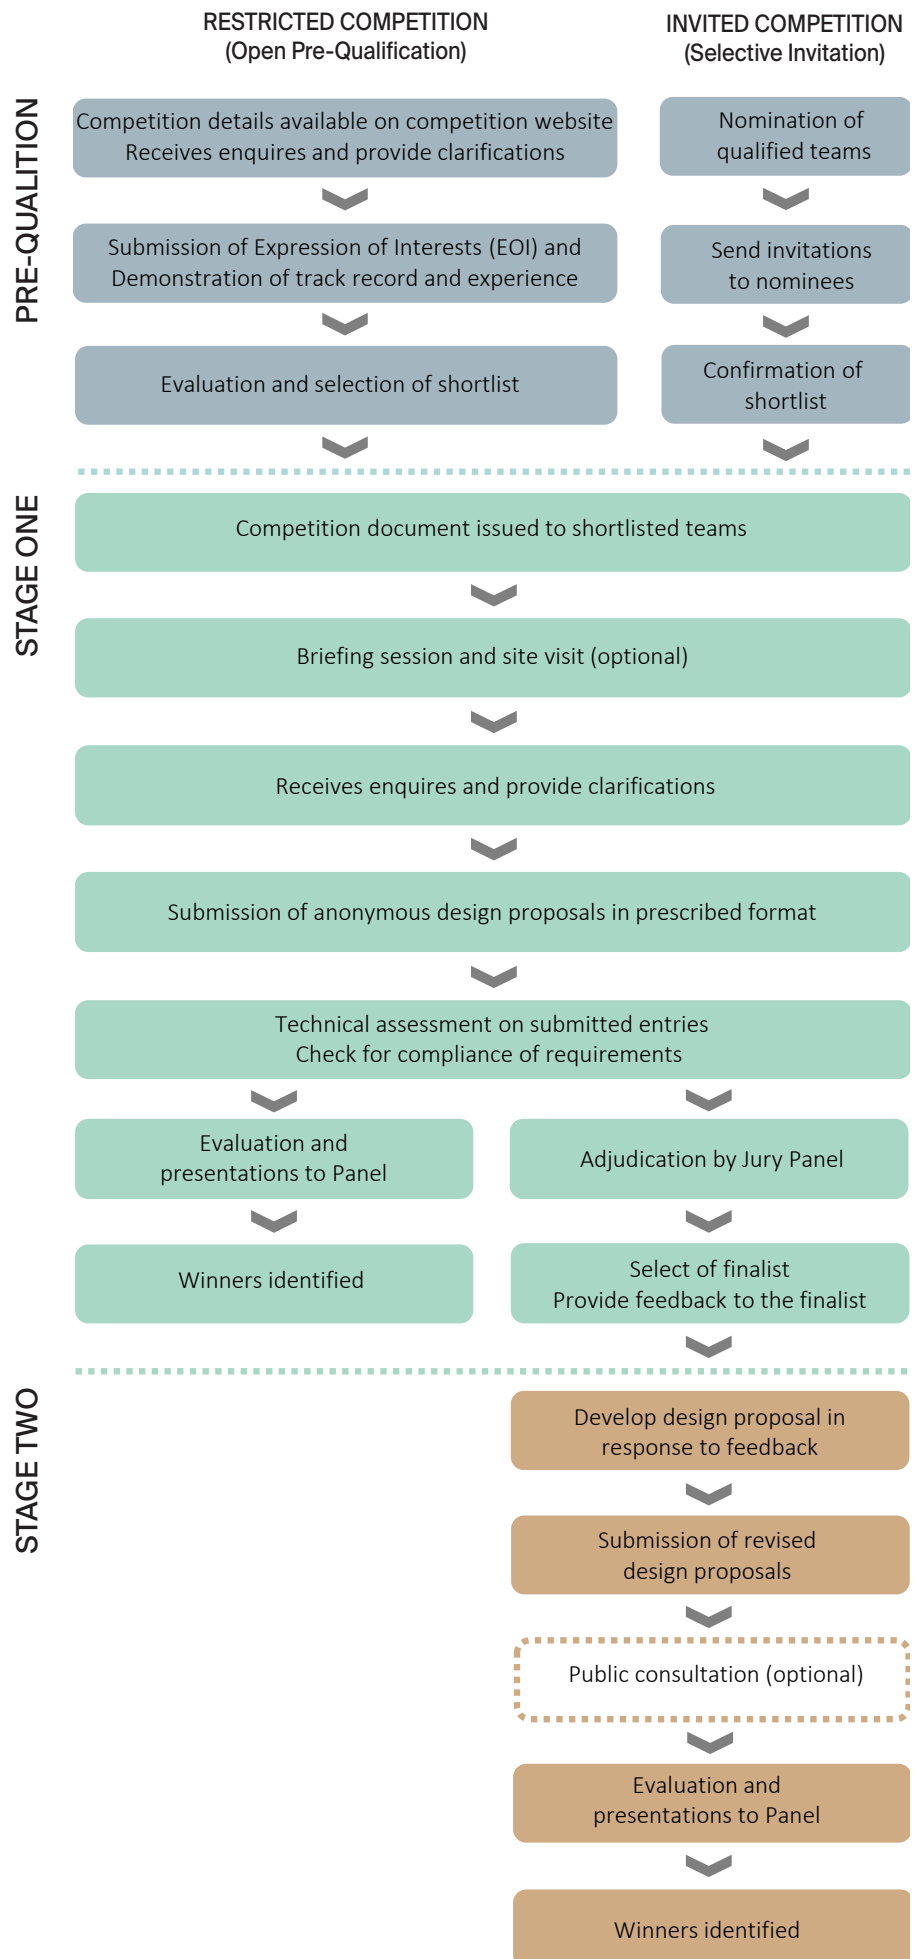 RESTRICTED COMPETITION
(Open Pre-Qualification)
INVITED COMPETITION
(Selective Invitation)
PRE-QUALITION
Competition details available on competition website
Receives enquires and provide clarifications
Nomination of
qualified teams
Submission of Expression of Interests (EOI) and
Demonstration of track record and experience
Send invitations
to nominees
Evaluation and selection of shortlist
Confirmation of
shortlist
STAGE ONE
Competition document issued to shortlisted teams
Briefing session and site visit (optional)
Receives enquires and provide clarifications
Submission of anonymous design proposals in prescribed format
Technical assessment on submitted entries
Check for compliance of requirements
Evaluation and
presentations to Panel
Adjudication by Jury Panel
Winners identified
Select of finalist
Provide feedback to the finalist
STAGE TWO
Develop design proposal in
response to feedback
Submission of revised
design proposals
Public consultation (optional)
Evaluation and
presentations to Panel
Winners identified